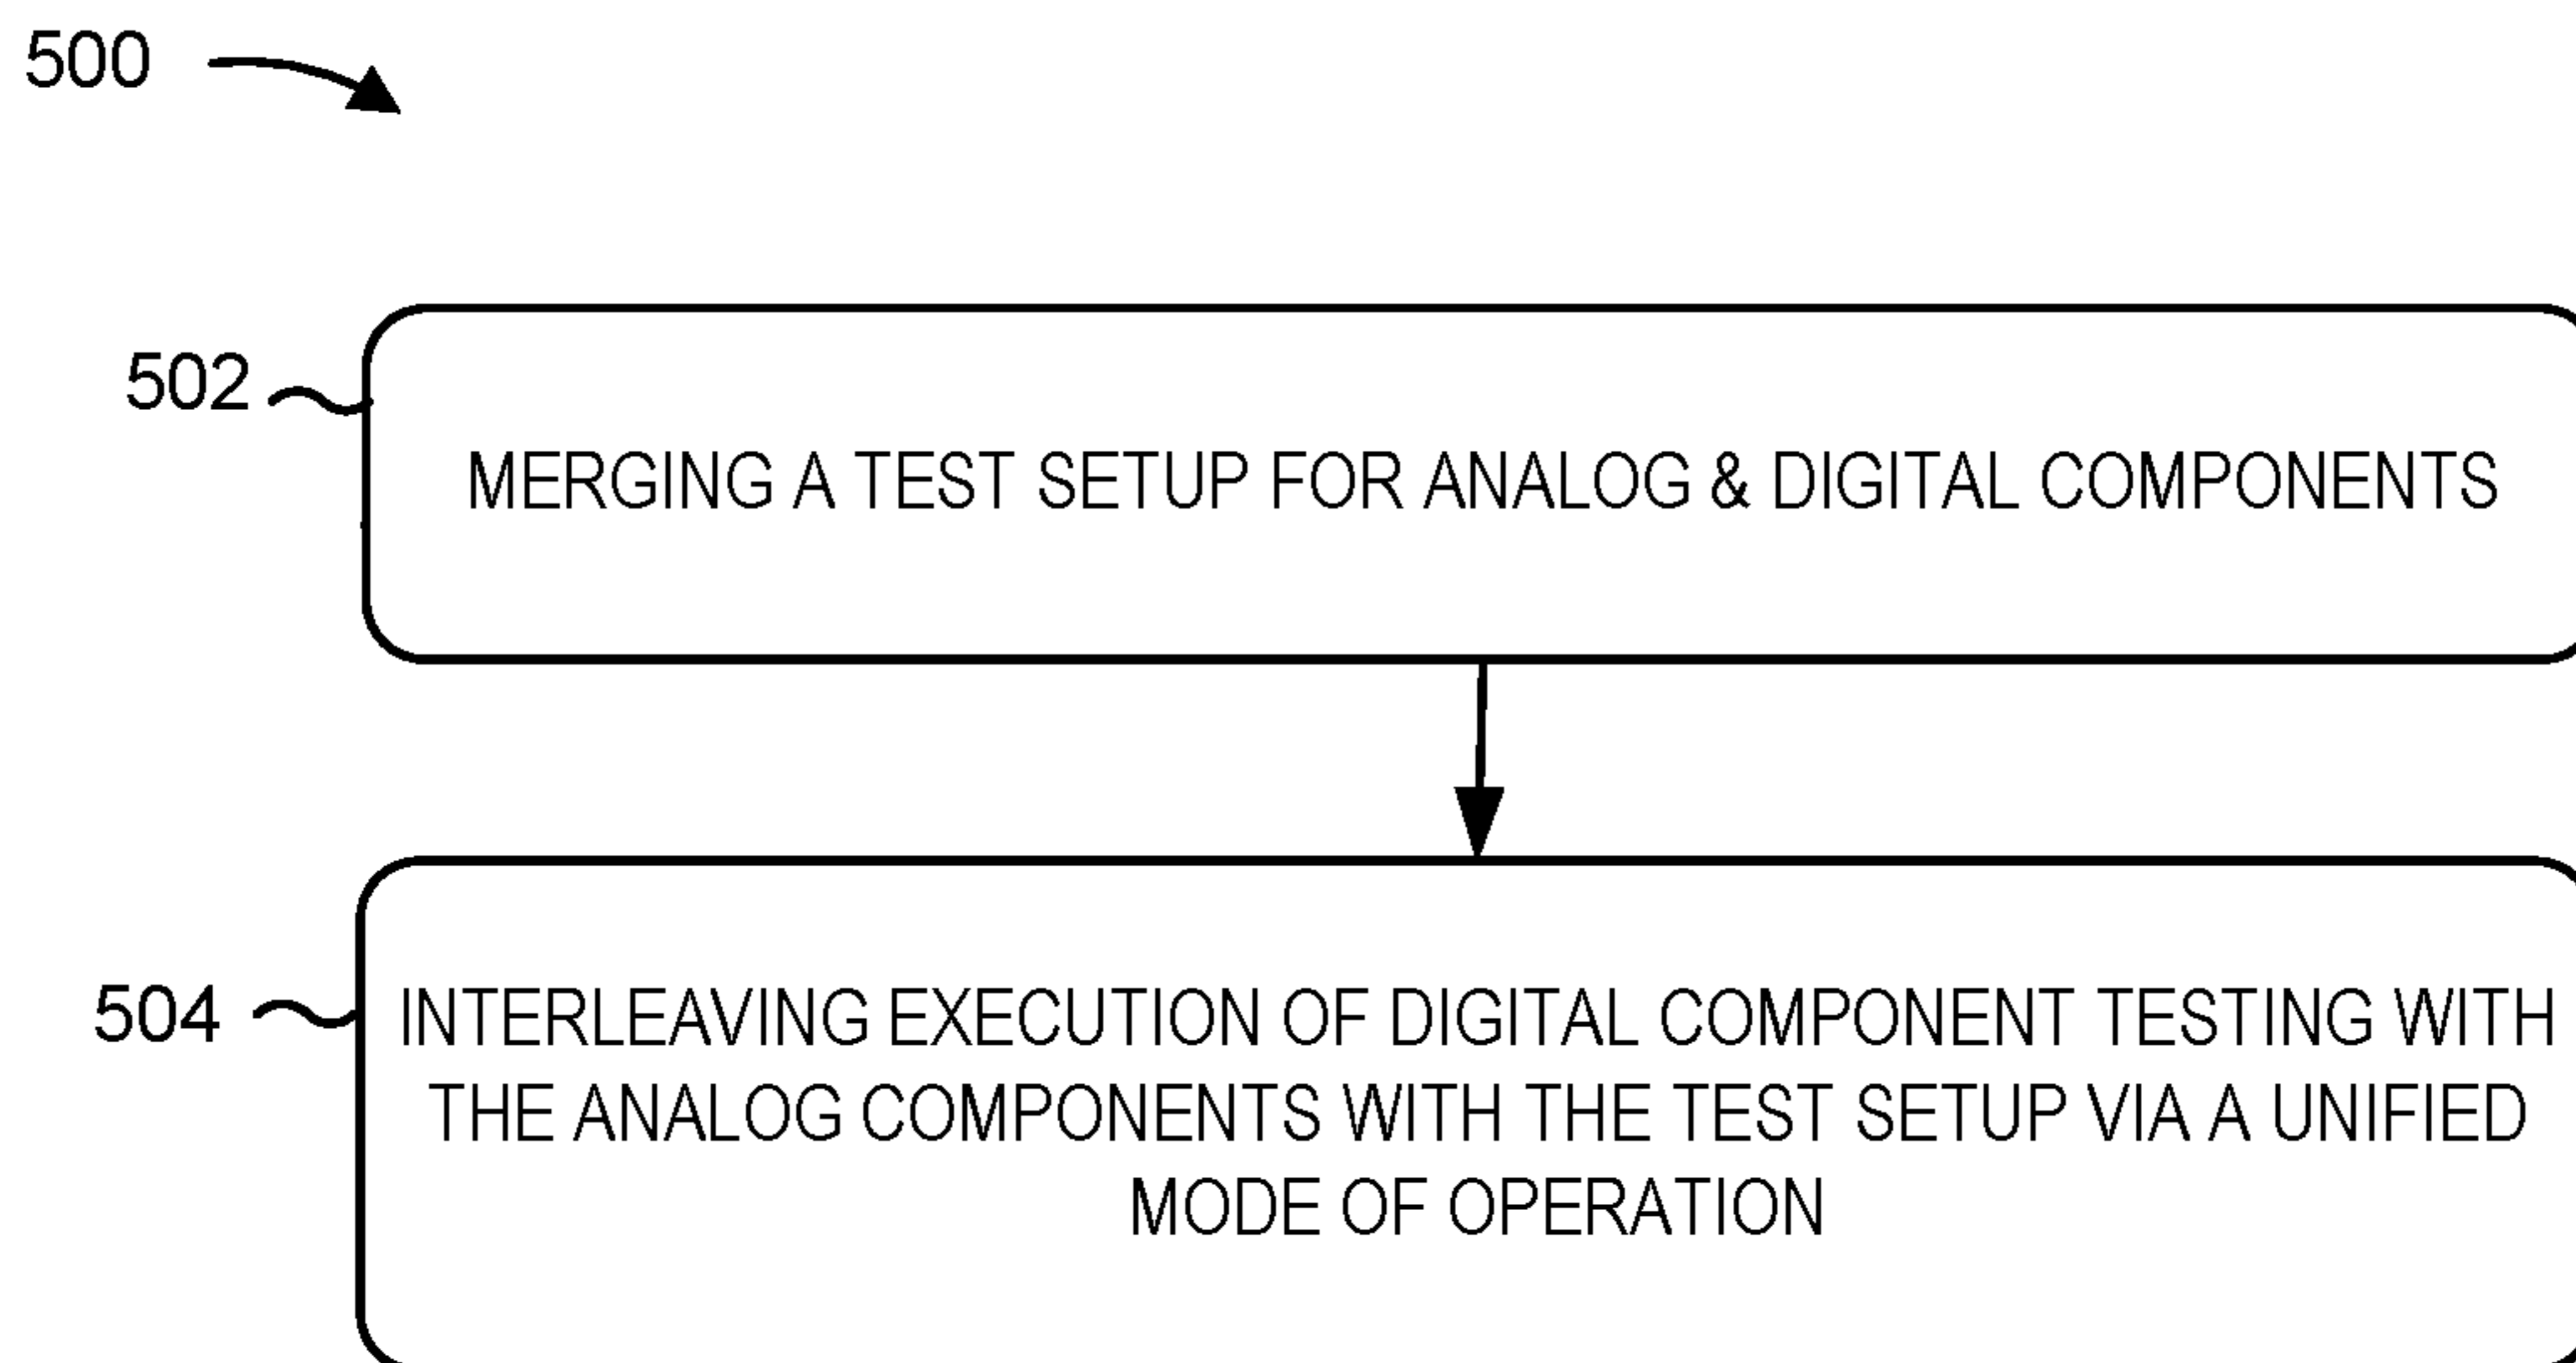 500
502
MERGING A TEST SETUP FOR ANALOG & DIGITAL COMPONENTS
504
INTERLEAVING EXECUTION OF DIGITAL COMPONENT TESTING WITH
THE ANALOG COMPONENTS WITH THE TEST SETUP VIA A UNIFIED
MODE OF OPERATION